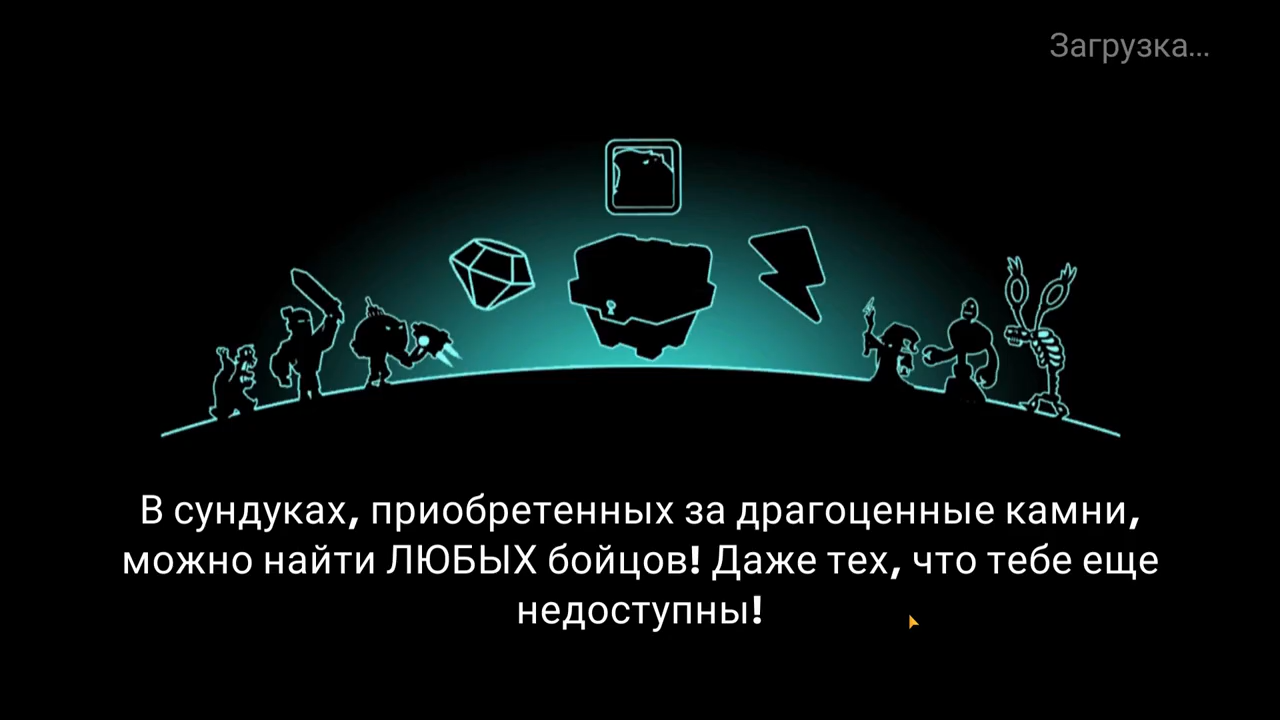 Загрузка...
В сундуках, приобретенных за драгоценные камни,
можно найти ЛЮБЫХ бойцов! Даже тех, что тебе еще
недоступны!